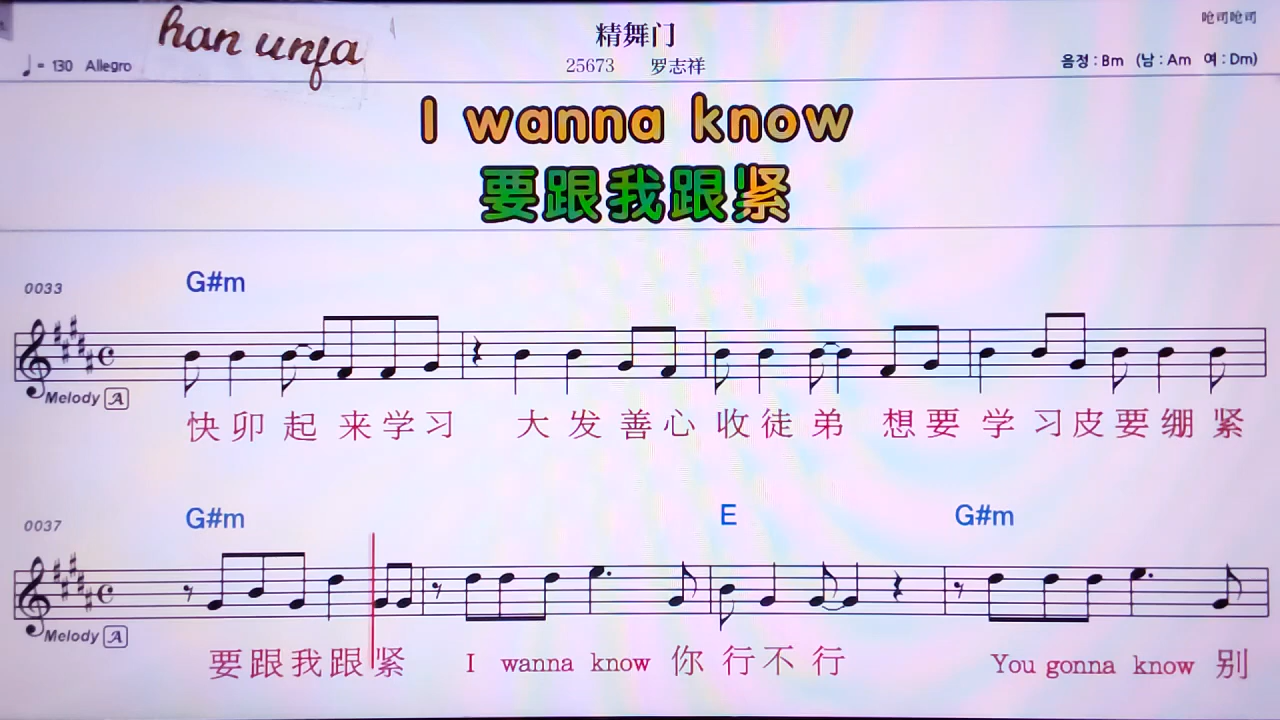 han unfa
精舞门
呛司呛司
♩= 130 Allegro
25673 罗志祥
음정 : Bm (남 : Am 여 : Dm)
I wanna know
要跟我跟紧
0033 G#m
Melody A
快卯起来学习 大发善心收徒弟 想要学习皮要绷紧
0037 G#m E G#m
Melody A
要跟我跟紧 I wanna know 你行不行 You gonna know 别